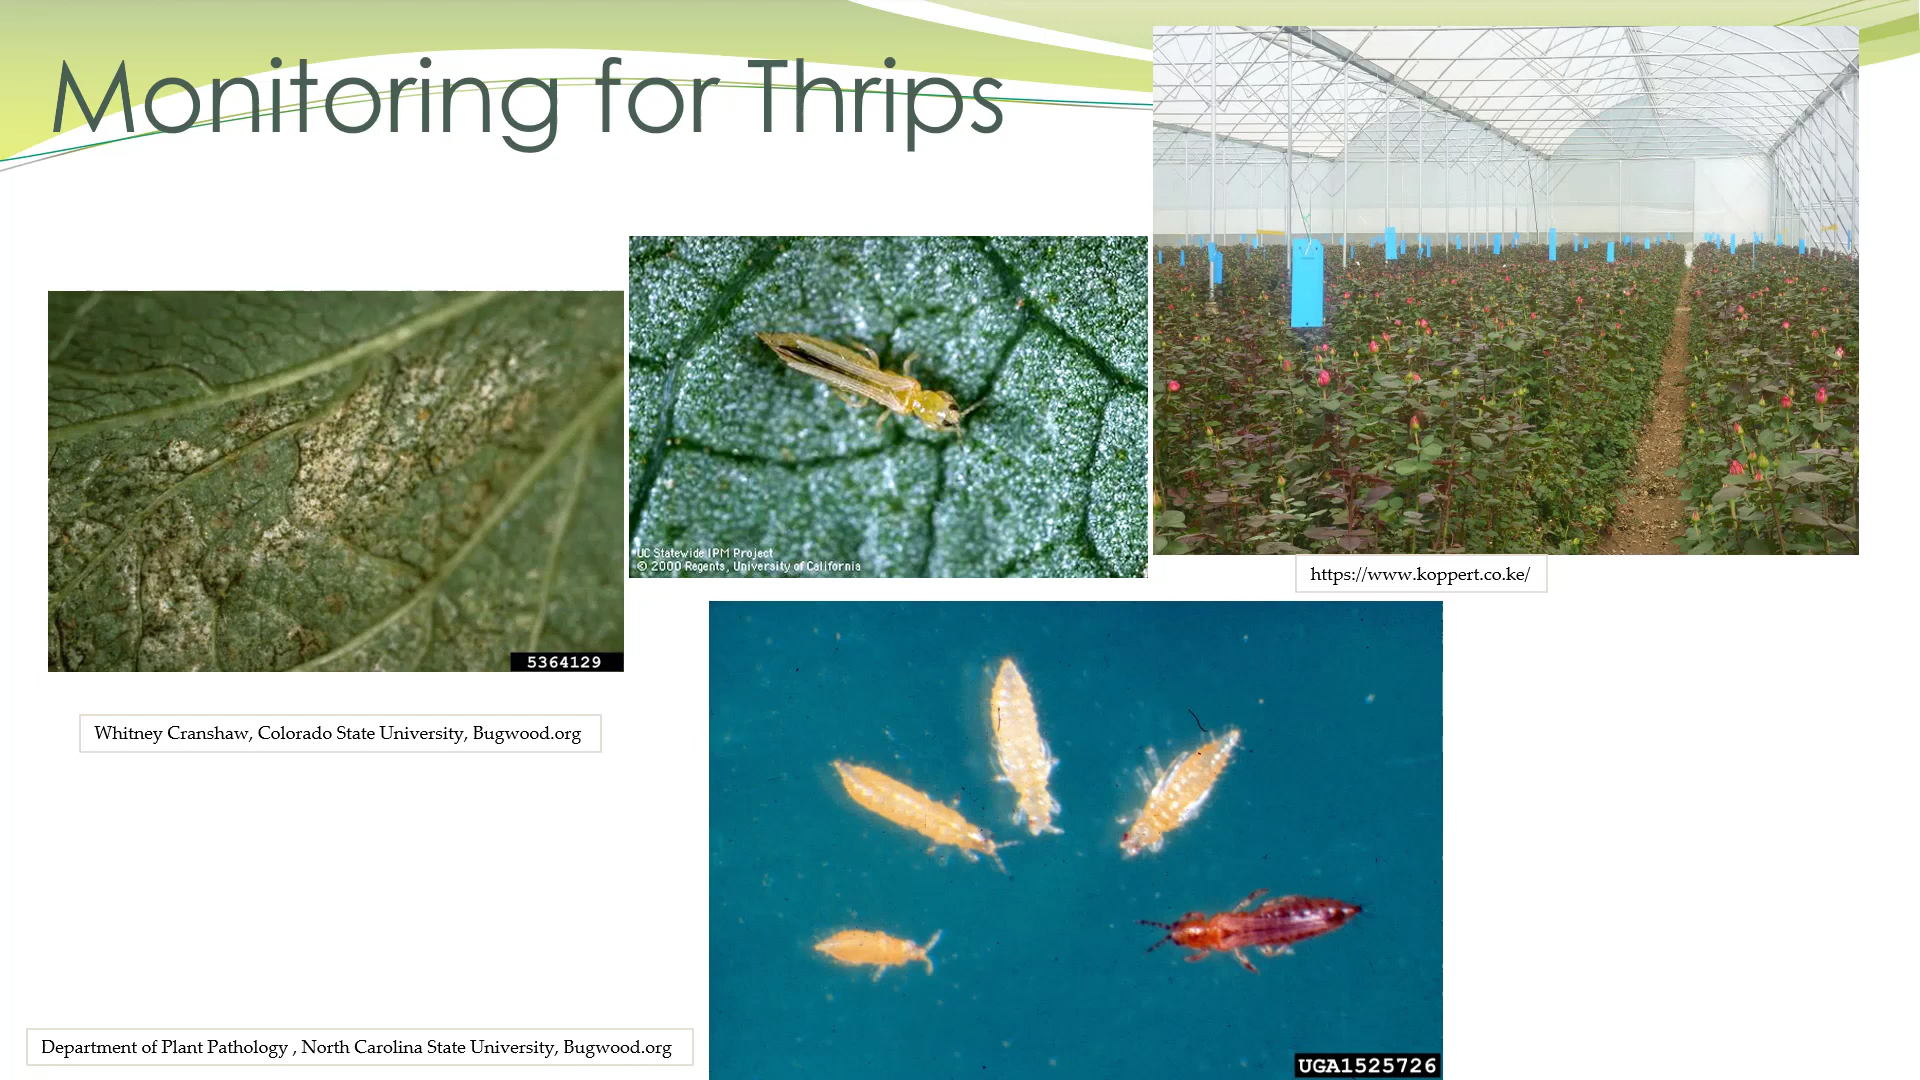 Monitoring for Thrips
UC Statewide IPM Project
© 2000 Regents, University of California
https://www.koppert.co.ke/
5364129
Whitney Cranshaw, Colorado State University, Bugwood.org
Department of Plant Pathology , North Carolina State University, Bugwood.org
UGA1525726